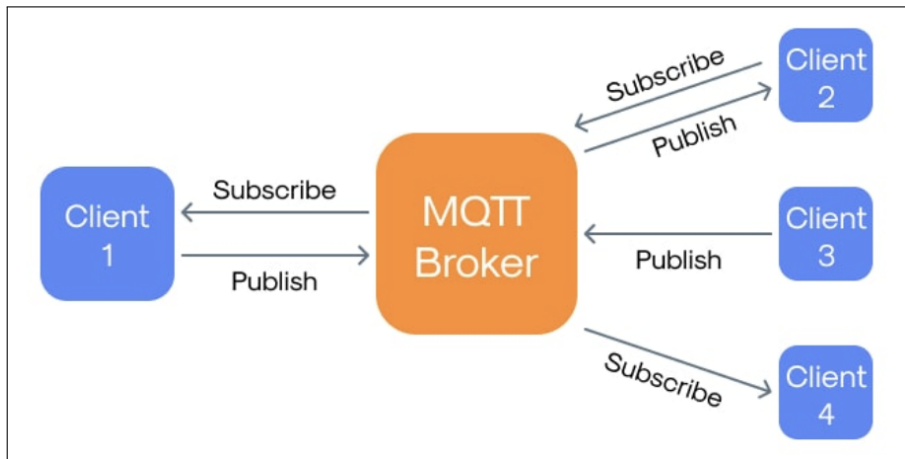 Client
1
Subscribe
Publish
MQTT
Broker
Subscribe
Publish
Client
2
Publish
Client
3
Subscribe
Client
4